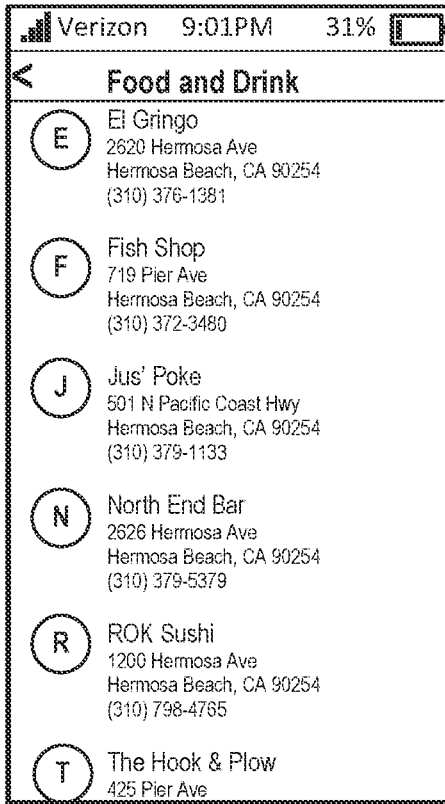 Verizon 9:01PM 31%
< Food and Drink
E El Gringo
2620 Hermosa Ave
Hermosa Beach, CA 90254
(310) 376-1381
F Fish Shop
719 Pier Ave
Hermosa Beach, CA 90254
(310) 372-3480
J Jus' Poke
501 N Pacific Coast Hwy
Hermosa Beach, CA 90254
(310) 379-1133
N North End Bar
2626 Hermosa Ave
Hermosa Beach, CA 90254
(310) 379-5379
R ROK Sushi
1200 Hermosa Ave
Hermosa Beach, CA 90254
(310) 798-4765
T The Hook & Plow
425 Pier Ave